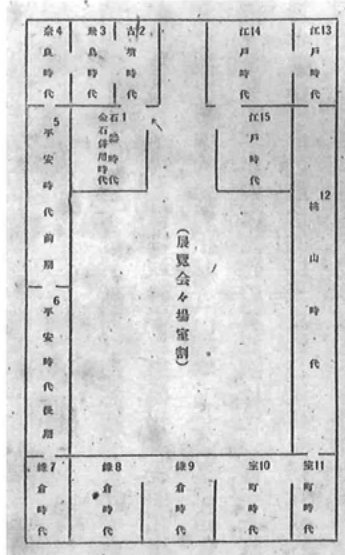 石器時代1
金石併用時代
古墳時代2
飛鳥時代3
奈良時代4
平安時代前期5
平安時代後期6
鎌倉時代7
鎌倉時代8
鎌倉時代9
室町時代10
室町時代11
桃山時代12
江戸時代13
江戸時代14
江戸時代15
(展覧会々場室割)